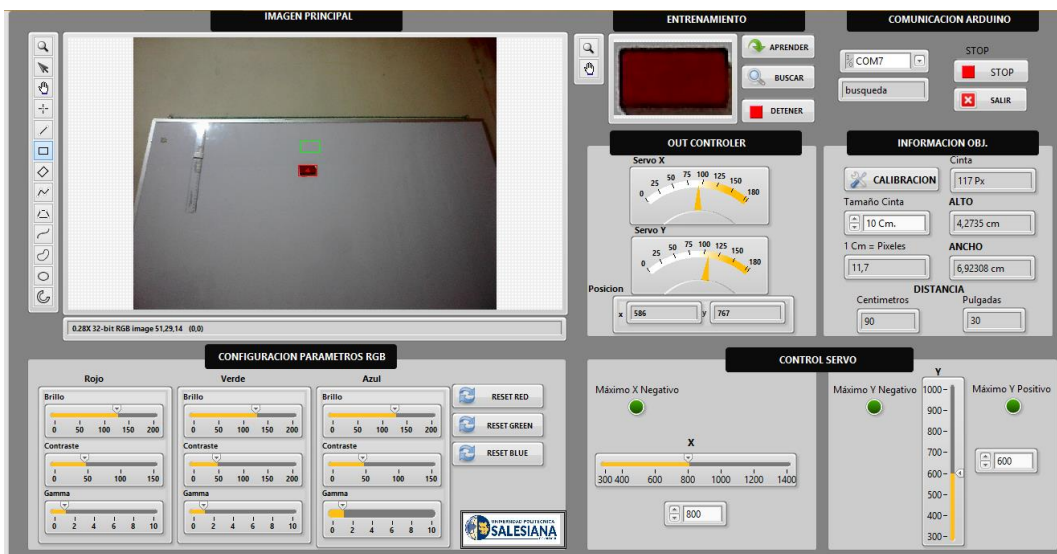 IMAGEN PRINCIPAL
0.28X 32-bit RGB image 51,29,14 (0,0)
ENTRENAMIENTO
APRENDER
BUSCAR
DETENER
COMUNICACION ARDUINO
COM7
busqueda
STOP
STOP
SALIR
OUT CONTROLER
Servo X
0 25 50 75 100 125 150 180
Servo Y
0 25 50 75 100 125 150 180
Posicion
x 586 y 767
INFORMACION OBJ.
CALIBRACION
Cinta
117 Px
Tamaño Cinta
10 Cm.
ALTO
4,2735 cm
1 Cm = Pixeles
11,7
ANCHO
6,92308 cm
DISTANCIA
Centimetros
90
Pulgadas
30
CONFIGURACION PARAMETROS RGB
Rojo
Brillo
0 50 100 150 200
Contraste
0 50 100 150
Gamma
0 2 4 6 8 10
Verde
Brillo
0 50 100 150 200
Contraste
0 50 100 150
Gamma
0 2 4 6 8 10
Azul
Brillo
0 50 100 150 200
Contraste
0 50 100 150
Gamma
0 2 4 6 8 10
RESET RED
RESET GREEN
RESET BLUE
UNIVERSIDAD POLITECNICA
SALESIANA
CONTROL SERVO
Máximo X Negativo
X
300 400 600 800 1000 1200 1400
800
Máximo Y Negativo
Y
1000
900
800
700
600
500
400
300
Máximo Y Positivo
600